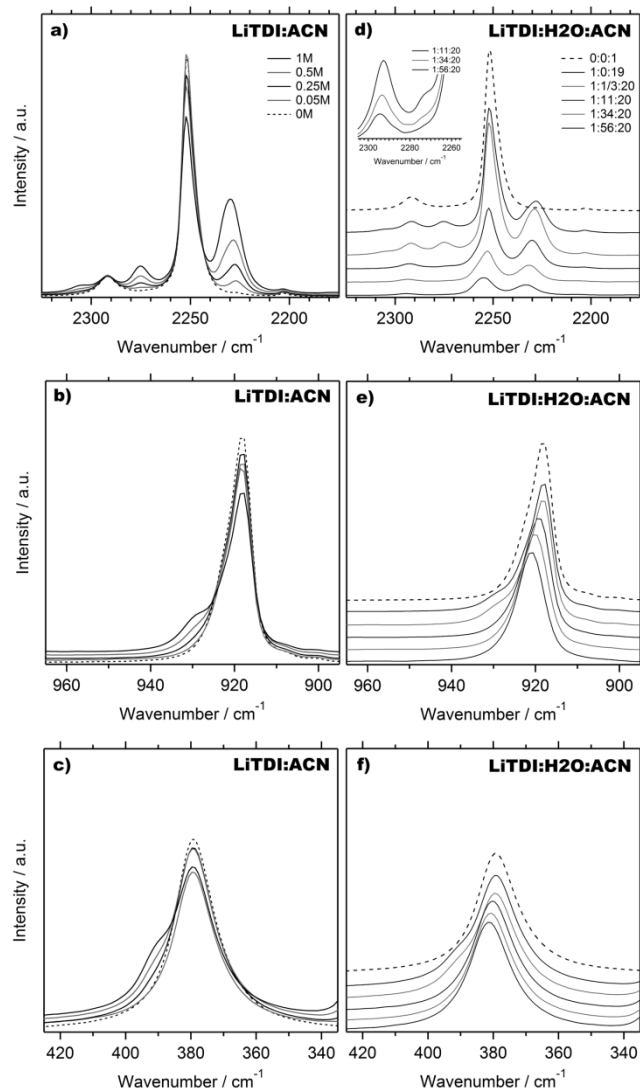 a)
LiTDI:ACN
1M
0.5M
0.25M
0.05M
0M
Intensity / a.u.
2300
2250
2200
Wavenumber / cm-1
d)
LiTDI:H2O:ACN
1:11:20
1:34:20
1:56:20
2300
2280
2260
Wavenumber / cm-1
0:0:1
1:0:19
1:1/3:20
1:11:20
1:34:20
1:56:20
2300
2250
2200
Wavenumber / cm-1
b)
LiTDI:ACN
Intensity / a.u.
960
940
920
900
Wavenumber / cm-1
e)
LiTDI:H2O:ACN
960
940
920
900
Wavenumber / cm-1
c)
LiTDI:ACN
Intensity / a.u.
420
400
380
360
340
Wavenumber / cm-1
f)
LiTDI:H2O:ACN
420
400
380
360
340
Wavenumber / cm-1